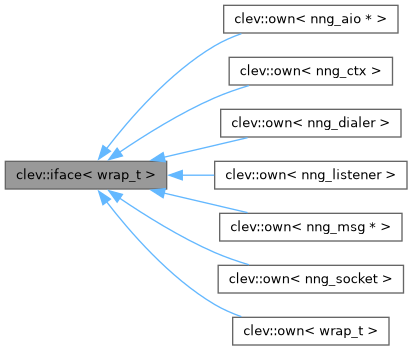 clev::own< nng_aio * >
clev::own< nng_ctx >
clev::own< nng_dialer >
clev::iface< wrap_t >
clev::own< nng_listener >
clev::own< nng_msg * >
clev::own< nng_socket >
clev::own< wrap_t >